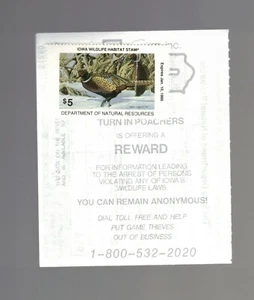 IOWA WILDLIFE HABITAT STAMP
$5
DEPARTMENT OF NATURAL RESOURCES
TURN IN POACHERS
IS OFFERING A
REWARD
FOR INFORMATION LEADING
TO THE ARREST OF PERSONS
VIOLATING ANY OF IOWA'S
WILDLIFE LAWS.
YOU CAN REMAIN ANONYMOUS!
DIAL TOLL FREE AND HELP
PUT GAME THIEVES
OUT OF BUSINESS
1-800-532-2020